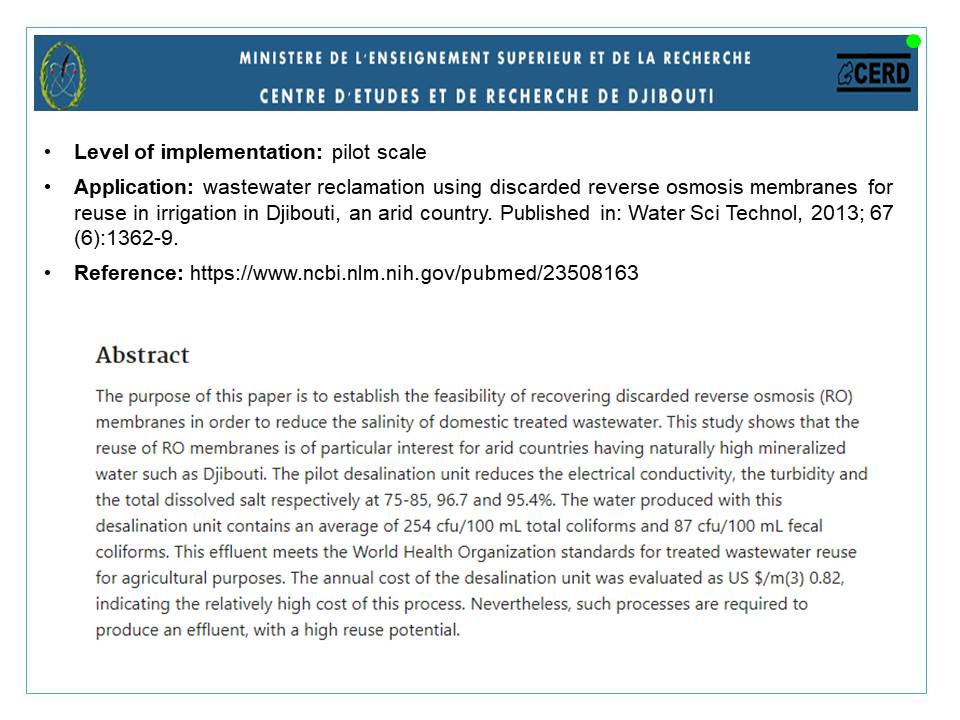 MINISTERE DE L'ENSEIGNEMENT SUPERIEUR ET DE LA RECHERCHE
CENTRE D'ETUDES ET DE RECHERCHE DE DJIBOUTI
CERD
• Level of implementation: pilot scale
• Application: wastewater reclamation using discarded reverse osmosis membranes for
reuse in irrigation in Djibouti, an arid country. Published in: Water Sci Technol, 2013; 67
(6):1362-9.
• Reference: https://www.ncbi.nlm.nih.gov/pubmed/23508163
Abstract
The purpose of this paper is to establish the feasibility of recovering discarded reverse osmosis (RO)
membranes in order to reduce the salinity of domestic treated wastewater. This study shows that the
reuse of RO membranes is of particular interest for arid countries having naturally high mineralized
water such as Djibouti. The pilot desalination unit reduces the electrical conductivity, the turbidity and
the total dissolved salt respectively at 75-85, 96.7 and 95.4%. The water produced with this
desalination unit contains an average of 254 cfu/100 mL total coliforms and 87 cfu/100 mL fecal
coliforms. This effluent meets the World Health Organization standards for treated wastewater reuse
for agricultural purposes. The annual cost of the desalination unit was evaluated as US $/m(3) 0.82,
indicating the relatively high cost of this process. Nevertheless, such processes are required to
produce an effluent, with a high reuse potential.